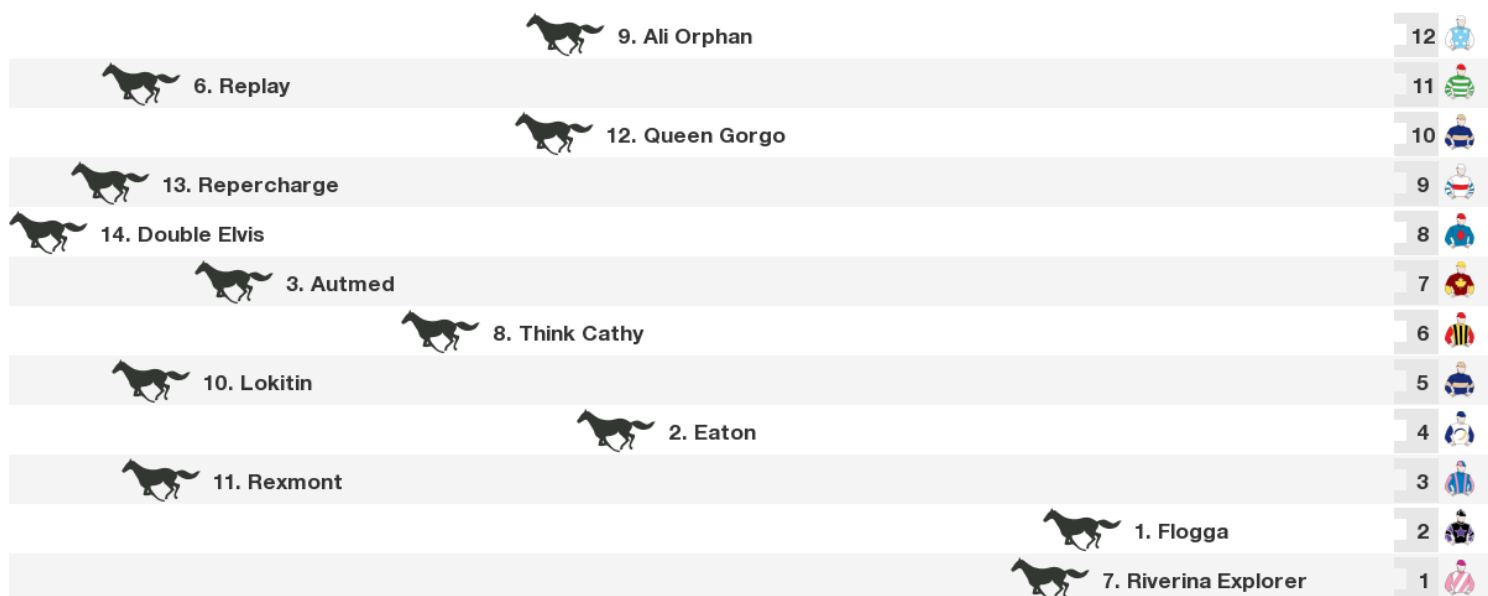 9. Ali Orphan 12
6. Replay 11
12. Queen Gorgo 10
13. Repercharge 9
14. Double Elvis 8
3. Autmed 7
8. Think Cathy 6
10. Lokitin 5
2. Eaton 4
11. Rexmont 3
1. Flogga 2
7. Riverina Explorer 1